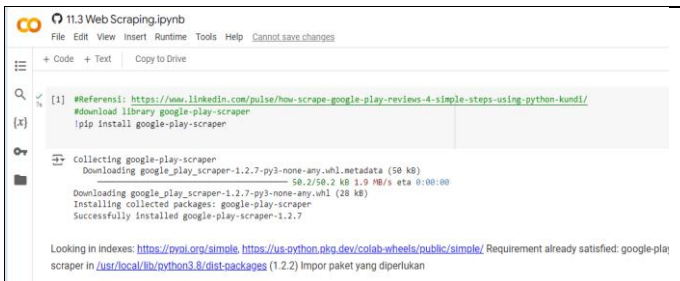 11.3 Web Scraping.ipynb
File Edit View Insert Runtime Tools Help Cannot save changes
+ Code + Text Copy to Drive
[1] #Referensi: https://www.linkedin.com/pulse/how-scrape-google-play-reviews-4-simple-steps-using-python-kundi/
7s
#download library google-play-scraper
{x}
!pip install google-play-scraper
Collecting google-play-scraper
Downloading google_play_scraper-1.2.7-py3-none-any.whl.metadata (50 kB)
50.2/50.2 kB 1.9 MB/s eta 0:00:00
Downloading google_play_scraper-1.2.7-py3-none-any.whl (28 kB)
Installing collected packages: google-play-scraper
Successfully installed google-play-scraper-1.2.7
Looking in indexes: https://pypi.org/simple, https://us-python.pkg.dev/colab-wheels/public/simple/ Requirement already satisfied: google-play
scraper in /usr/local/lib/python3.8/dist-packages (1.2.2) Impor paket yang diperlukan